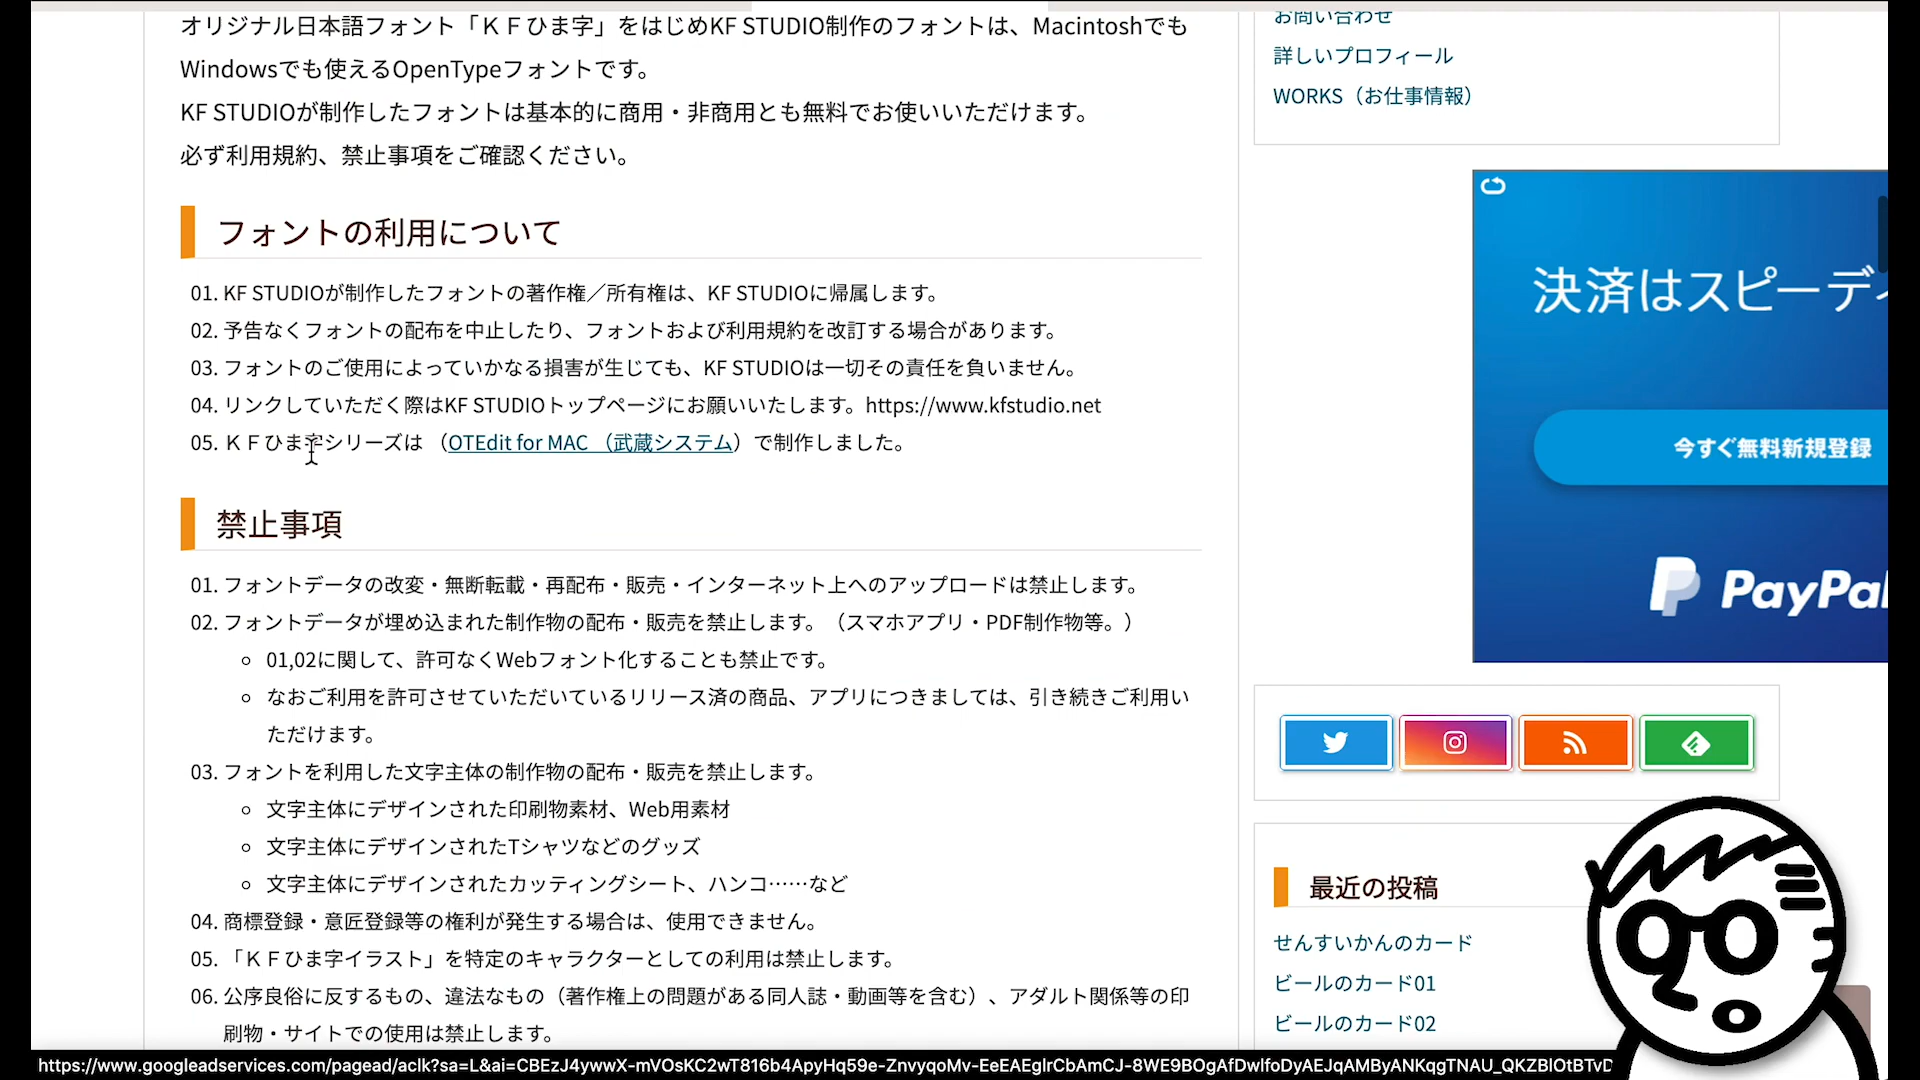 オリジナル日本語フォント「ＫＦひま字」をはじめKF STUDIO制作のフォントは、Macintoshでも
Windowsでも使えるOpenTypeフォントです。
KF STUDIOが制作したフォントは基本的に商用・非商用とも無料でお使いいただけます。
必ず利用規約、禁止事項をご確認ください。
フォントの利用について
01. KF STUDIOが制作したフォントの著作権／所有権は、KF STUDIOに帰属します。
02. 予告なくフォントの配布を中止したり、フォントおよび利用規約を改訂する場合があります。
03. フォントのご使用によっていかなる損害が生じても、KF STUDIOは一切その責任を負いません。
04. リンクしていただく際はKF STUDIOトップページにお願いいたします。https://www.kfstudio.net
05. ＫＦひま字シリーズは （OTEdit for MAC （武蔵システム）で制作しました。
禁止事項
01. フォントデータの改変・無断転載・再配布・販売・インターネット上へのアップロードは禁止します。
02. フォントデータが埋め込まれた制作物の配布・販売を禁止します。（スマホアプリ・PDF制作物等。）
01,02に関して、許可なくWebフォント化することも禁止です。
なおご利用を許可させていただいているリリース済の商品、アプリにつきましては、引き続きご利用い
ただけます。
03. フォントを利用した文字主体の制作物の配布・販売を禁止します。
文字主体にデザインされた印刷物素材、Web用素材
文字主体にデザインされたTシャツなどのグッズ
文字主体にデザインされたカッティングシート、ハンコ……など
04. 商標登録・意匠登録等の権利が発生する場合は、使用できません。
05. 「ＫＦひま字イラスト」を特定のキャラクターとしての利用は禁止します。
06. 公序良俗に反するもの、違法なもの（著作権上の問題がある同人誌・動画等を含む）、アダルト関係等の印
刷物・サイトでの使用は禁止します。
お問い合わせ
詳しいプロフィール
WORKS（お仕事情報）
決済はスピーデ
今すぐ無料新規登録
PayPal
最近の投稿
せんすいかんのカード
ビールのカード01
ビールのカード02
https://www.googleadservices.com/pagead/aclk?sa=L&ai=CBEzJ4ywwX-mVOsKC2wT816b4ApyHq59e-ZnvyqoMv-EeEAEglrCbAmCJ-8WE9BOgAfDwlfoDyAEJqAMByANKqgTNAU_QKZBlOtBTvD